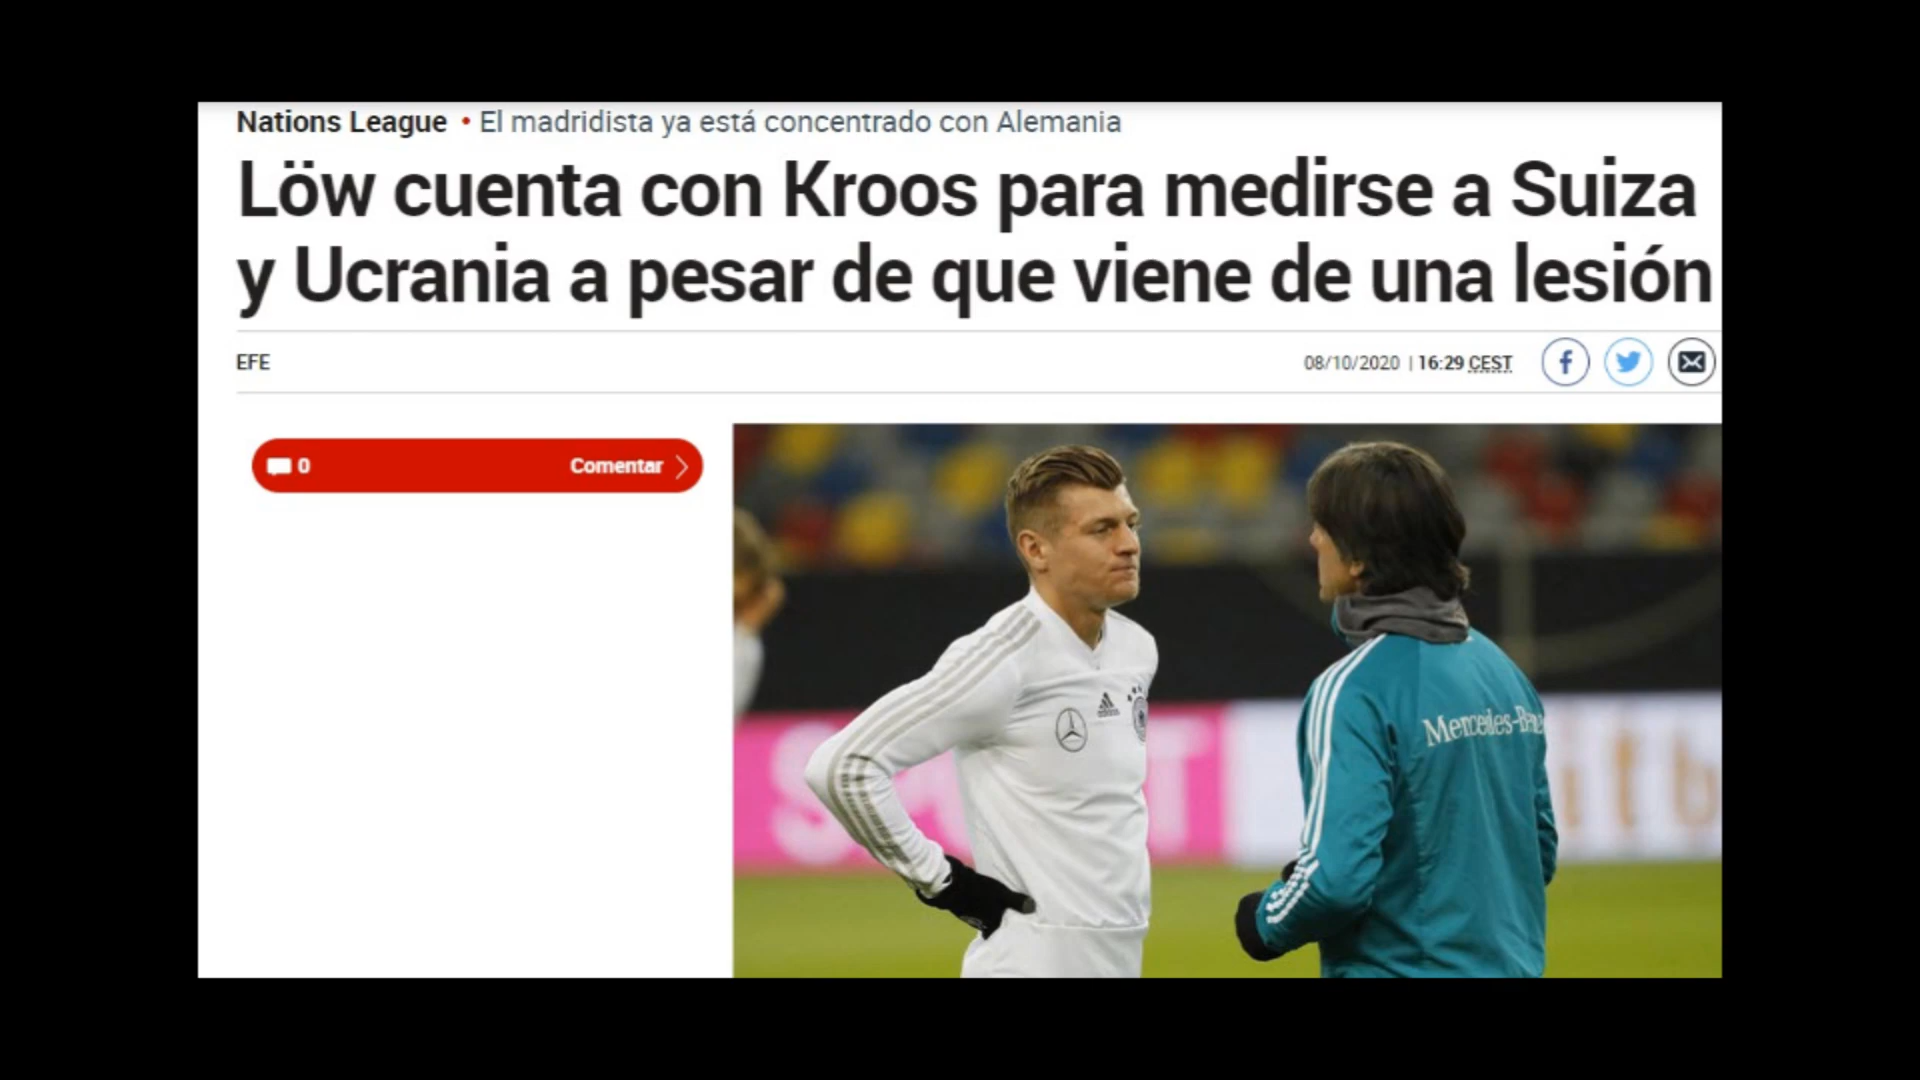 Nations League • El madridista ya está concentrado con Alemania
Löw cuenta con Kroos para medirse a Suiza
y Ucrania a pesar de que viene de una lesión
EFE
08/10/2020 | 16:29 CEST
0 Comentar
adidas
Mercedes-Benz